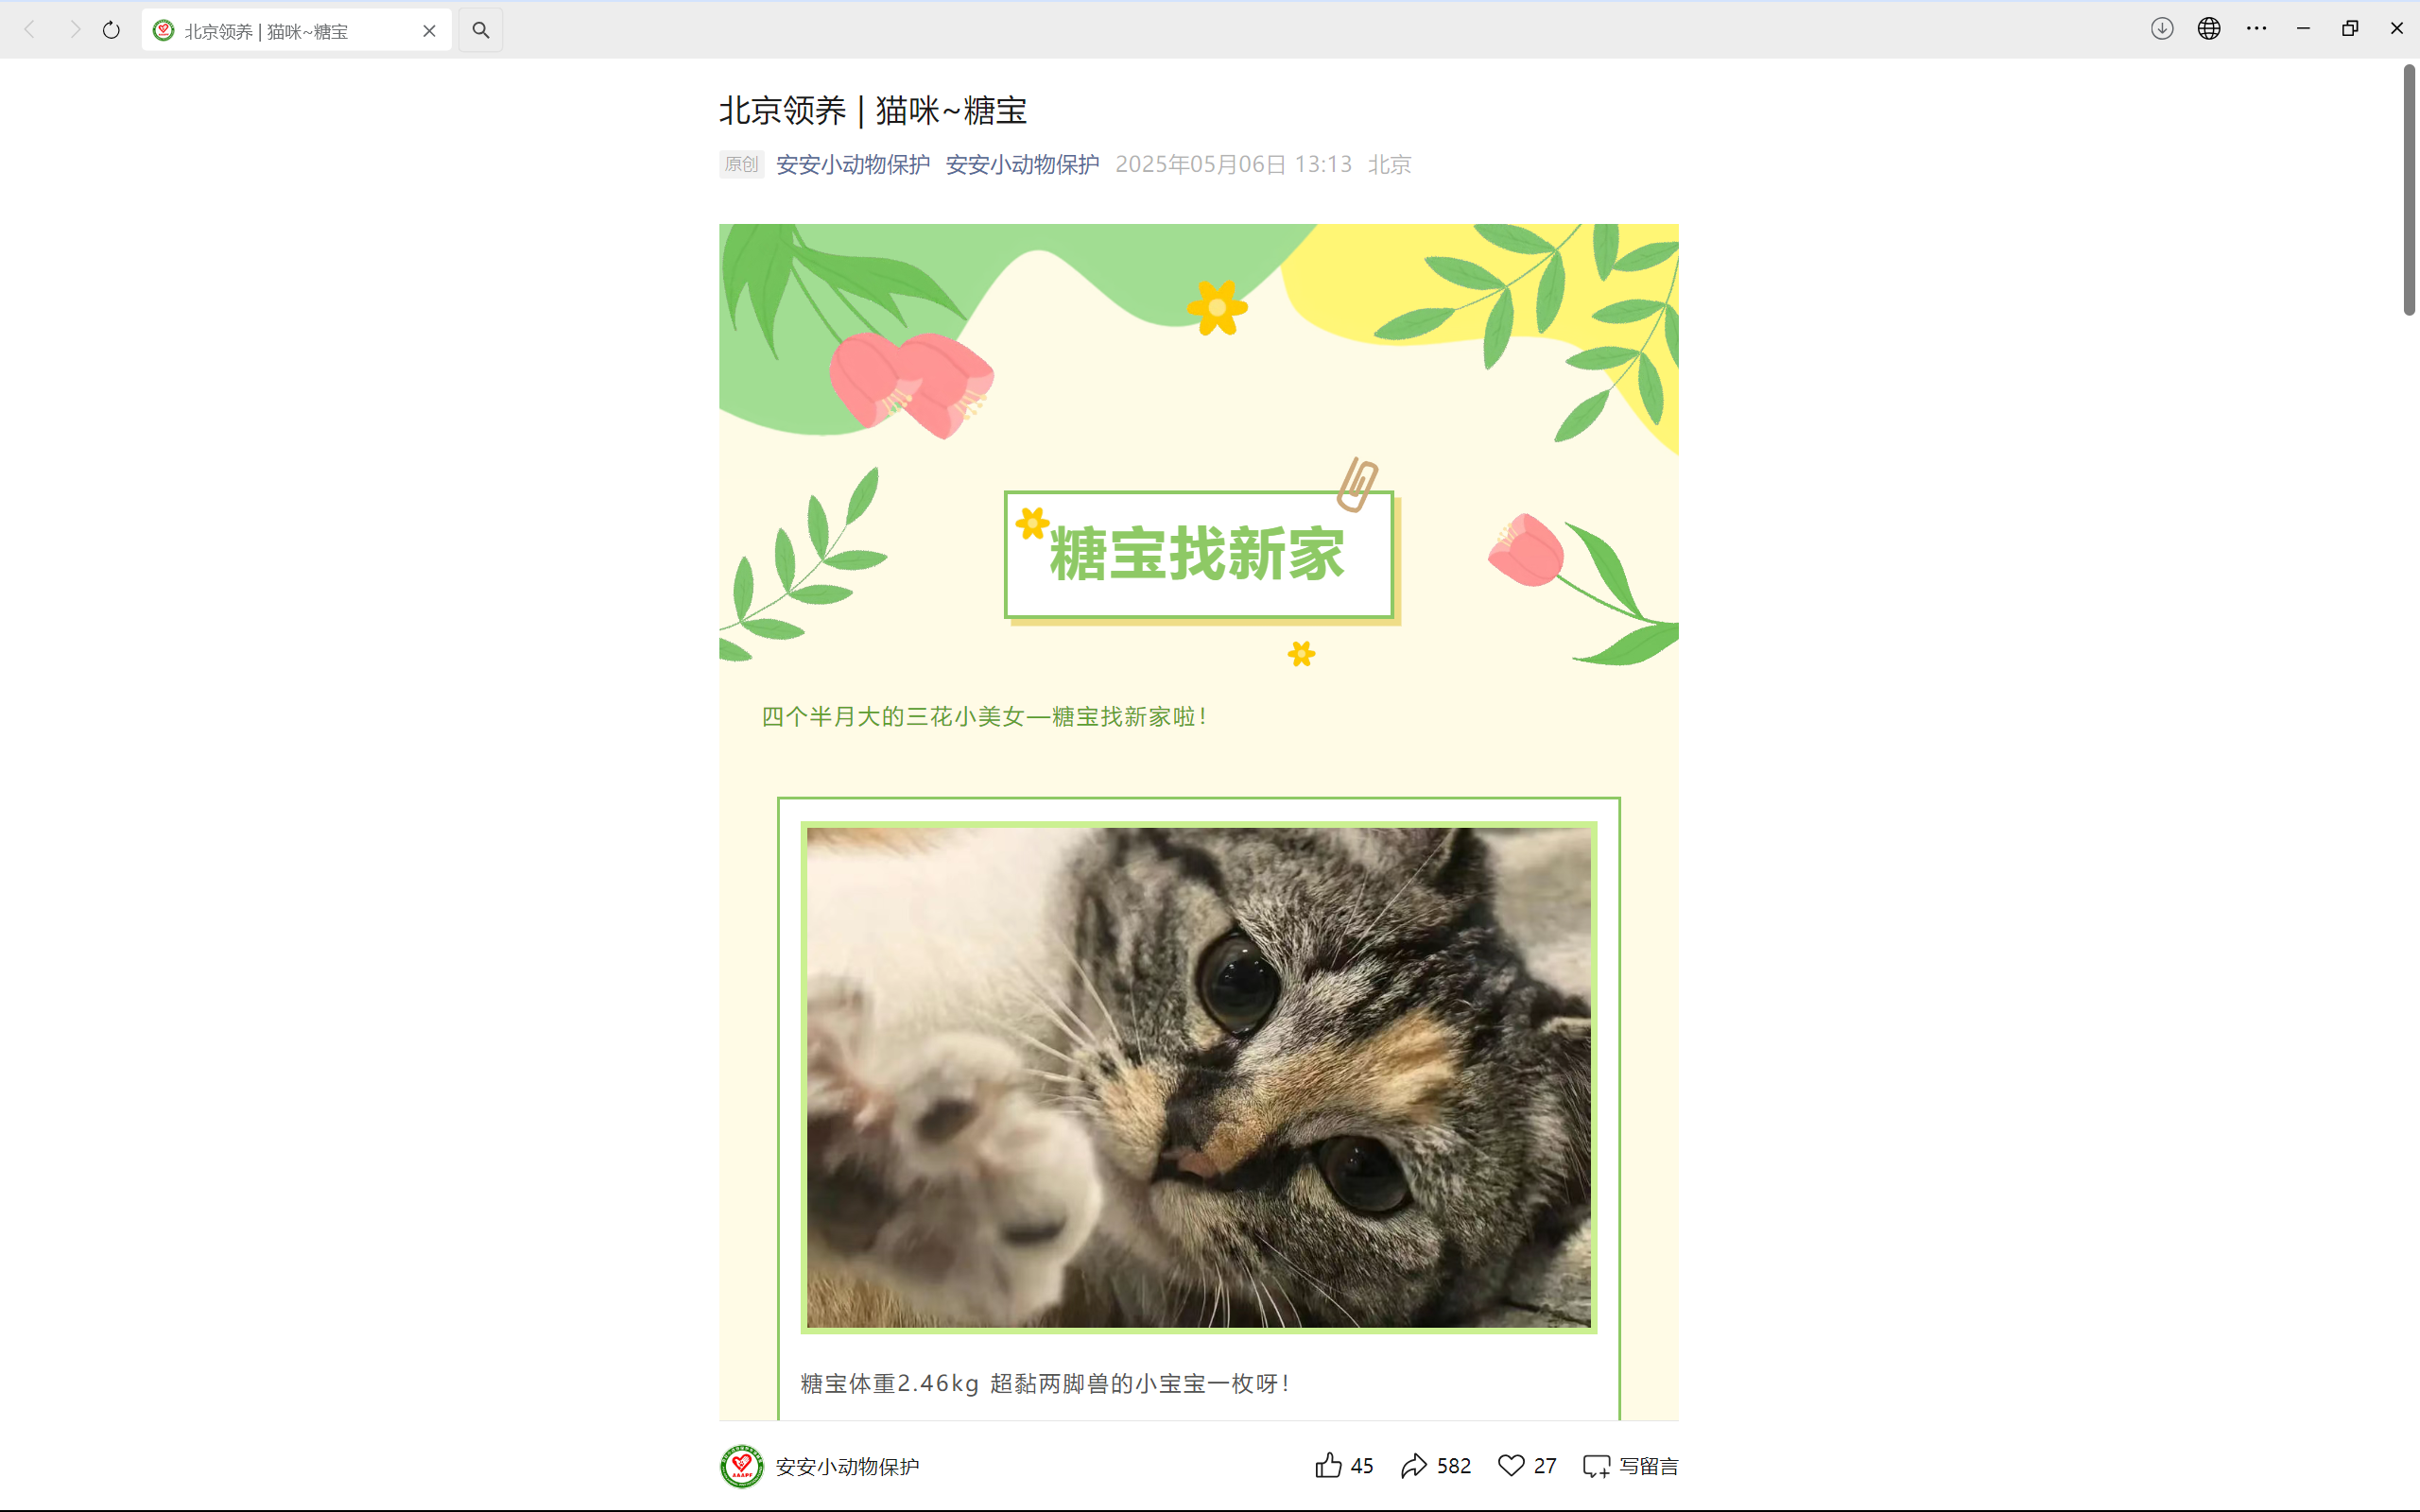 北京领养 | 猫咪~糖宝
北京领养 | 猫咪~糖宝
原创 安安小动物保护 安安小动物保护 2025年05月06日 13:13 北京
糖宝找新家
四个半月大的三花小美女—糖宝找新家啦！
糖宝体重2.46kg 超黏两脚兽的小宝宝一枚呀！
安安小动物保护 45 582 27 写留言